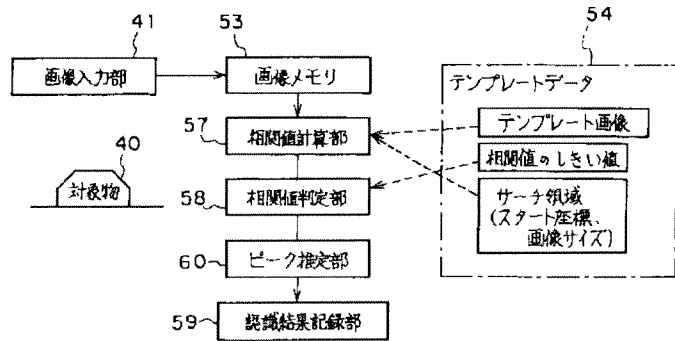 41
画像入力部
53
画像メモリ
54
テンプレートデータ
テンプレート画像
相関値のしきい値
サーチ領域
(スタート座標、
画像サイズ)
57
相関値計算部
40
対象物
58
相関値判定部
60
ピーク推定部
59
認識結果記録部